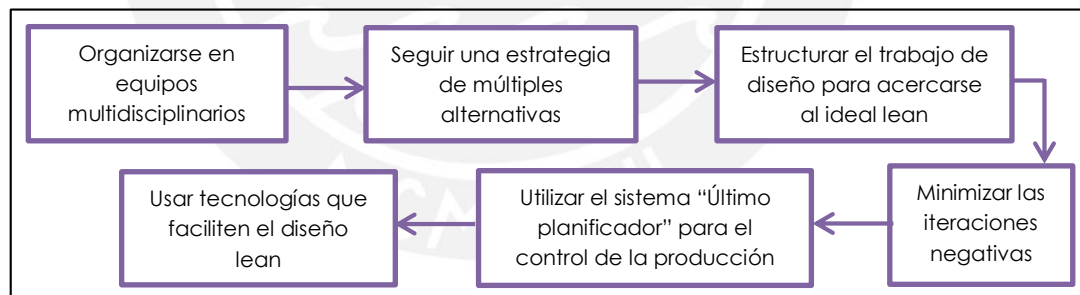 Organizarse en
equipos
multidisciplinarios
Seguir una estrategia
de múltiples
alternativas
Estructurar el trabajo de
diseño para acercarse
al ideal lean
Minimizar las
iteraciones
negativas
Utilizar el sistema “Último
planificador” para el
control de la producción
Usar tecnologías que
faciliten el diseño
lean